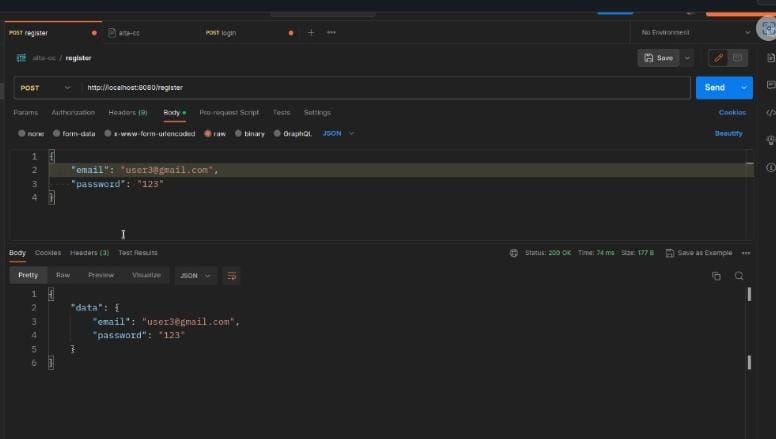 POST register
alta-cc
POST login
No Environment
alta-cc / register
Save
POST
http://localhost:8080/register
Send
Params Authorization Headers (9) Body Pre-request Script Tests Settings
Cookies
none form-data x-www-form-urlencoded raw binary GraphQL JSON
Beautify
1 {
2 "email": "user3@gmail.com",
3 "password": "123"
4 }
Body Cookies Headers (3) Test Results
Status: 200 OK Time: 74 ms Size: 177 B Save as Example
Pretty Raw Preview Visualize JSON
1 {
2 "data": {
3 "email": "user3@gmail.com",
4 "password": "123"
5 }
6 }